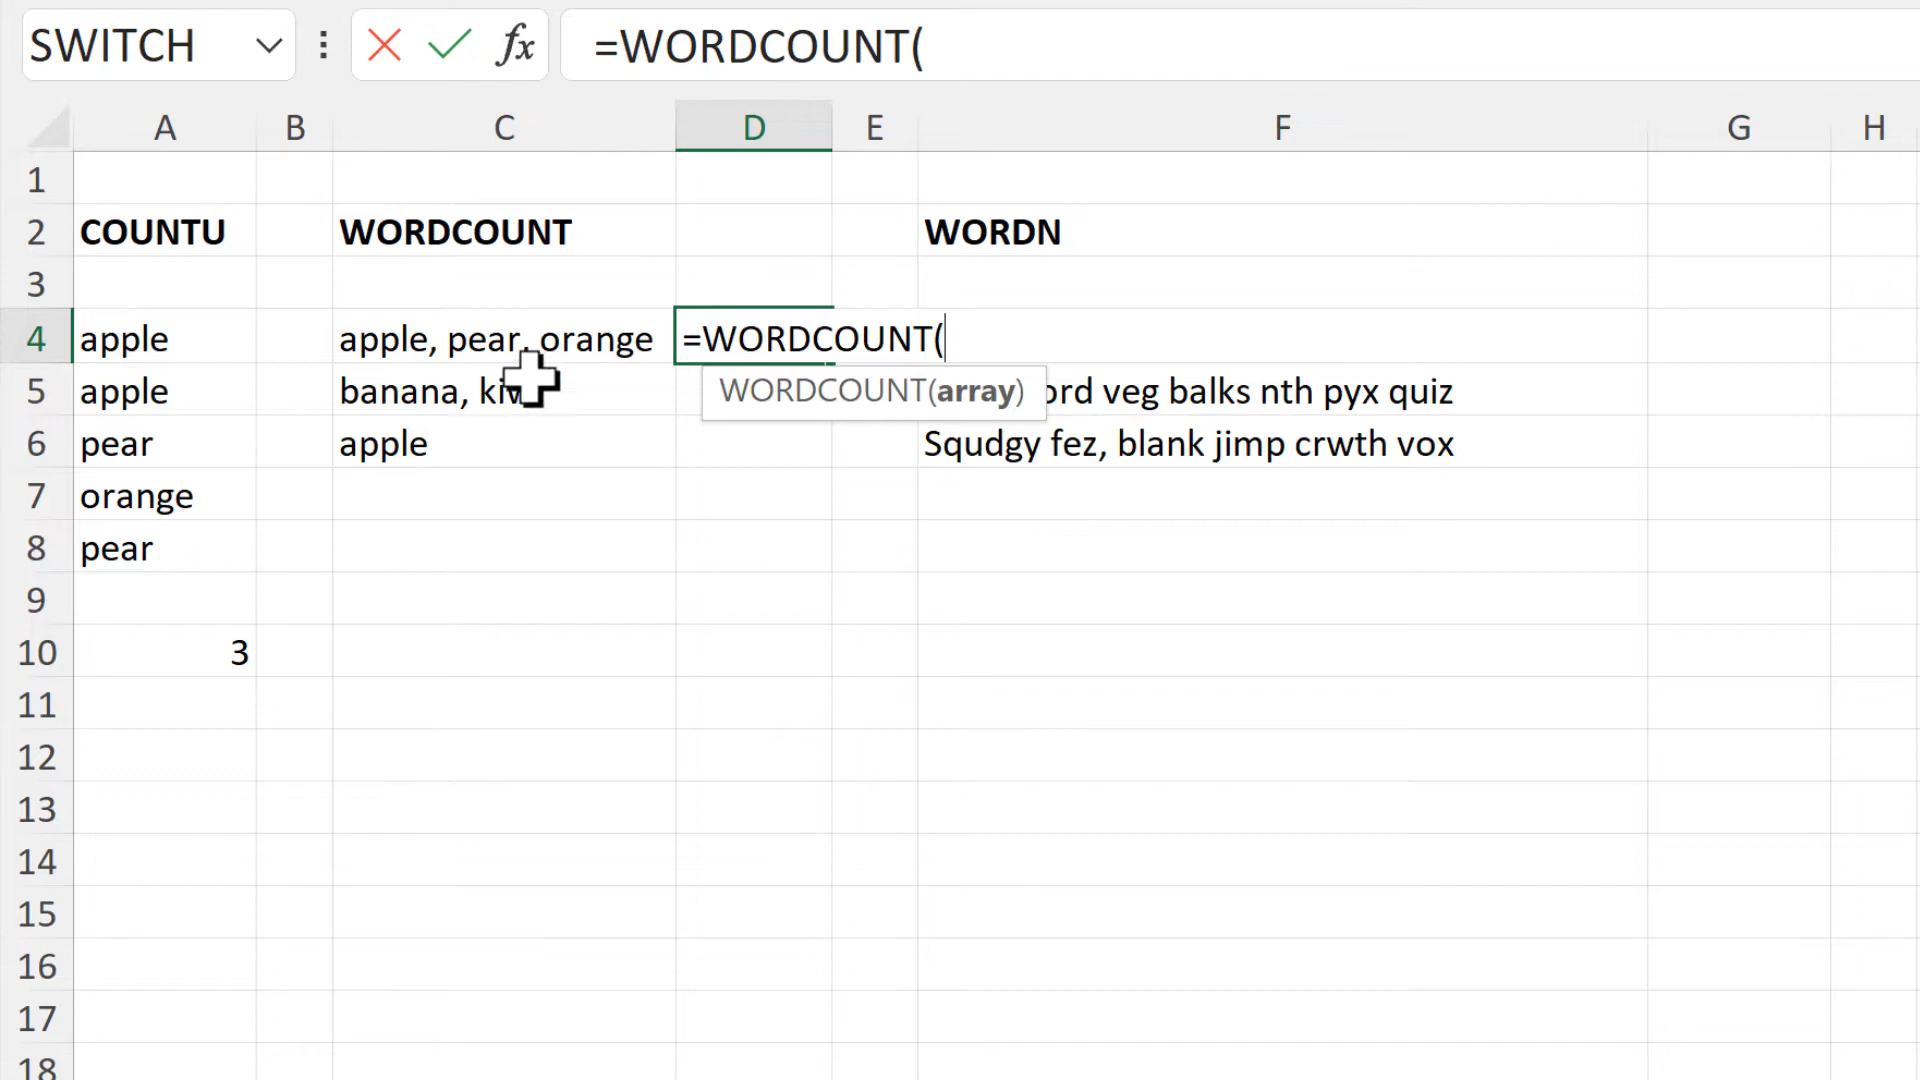 SWITCH fx =WORDCOUNT(
A B C D E F G H
1
2 COUNTU WORDCOUNT WORDN
3
4 apple apple, pear, orange =WORDCOUNT(
WORDCOUNT(array)
5 apple banana, veg balks nth pyx quiz
6 pear apple Squdgy fez, blank jimp crwth vox
7 orange
8 pear
9
10 3
11
12
13
14
15
16
17
18